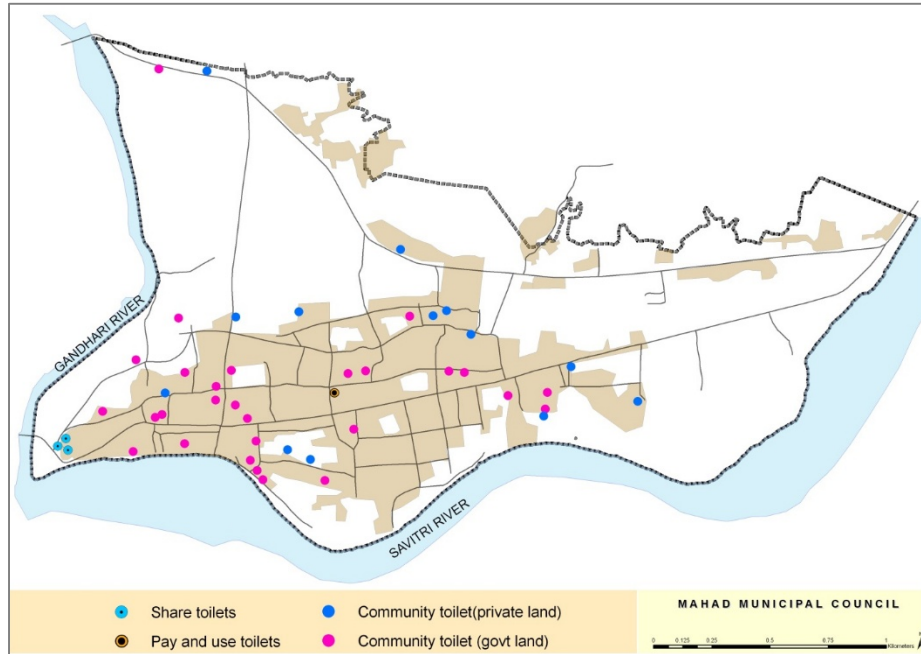 GANDHARI RIVER
SAVITRI RIVER
Share toilets
Community toilet(private land)
MAHAD MUNICIPAL COUNCIL
Pay and use toilets
Community toilet (govt land)
0 0.125 0.25 0.5 0.75 1
Kilometers